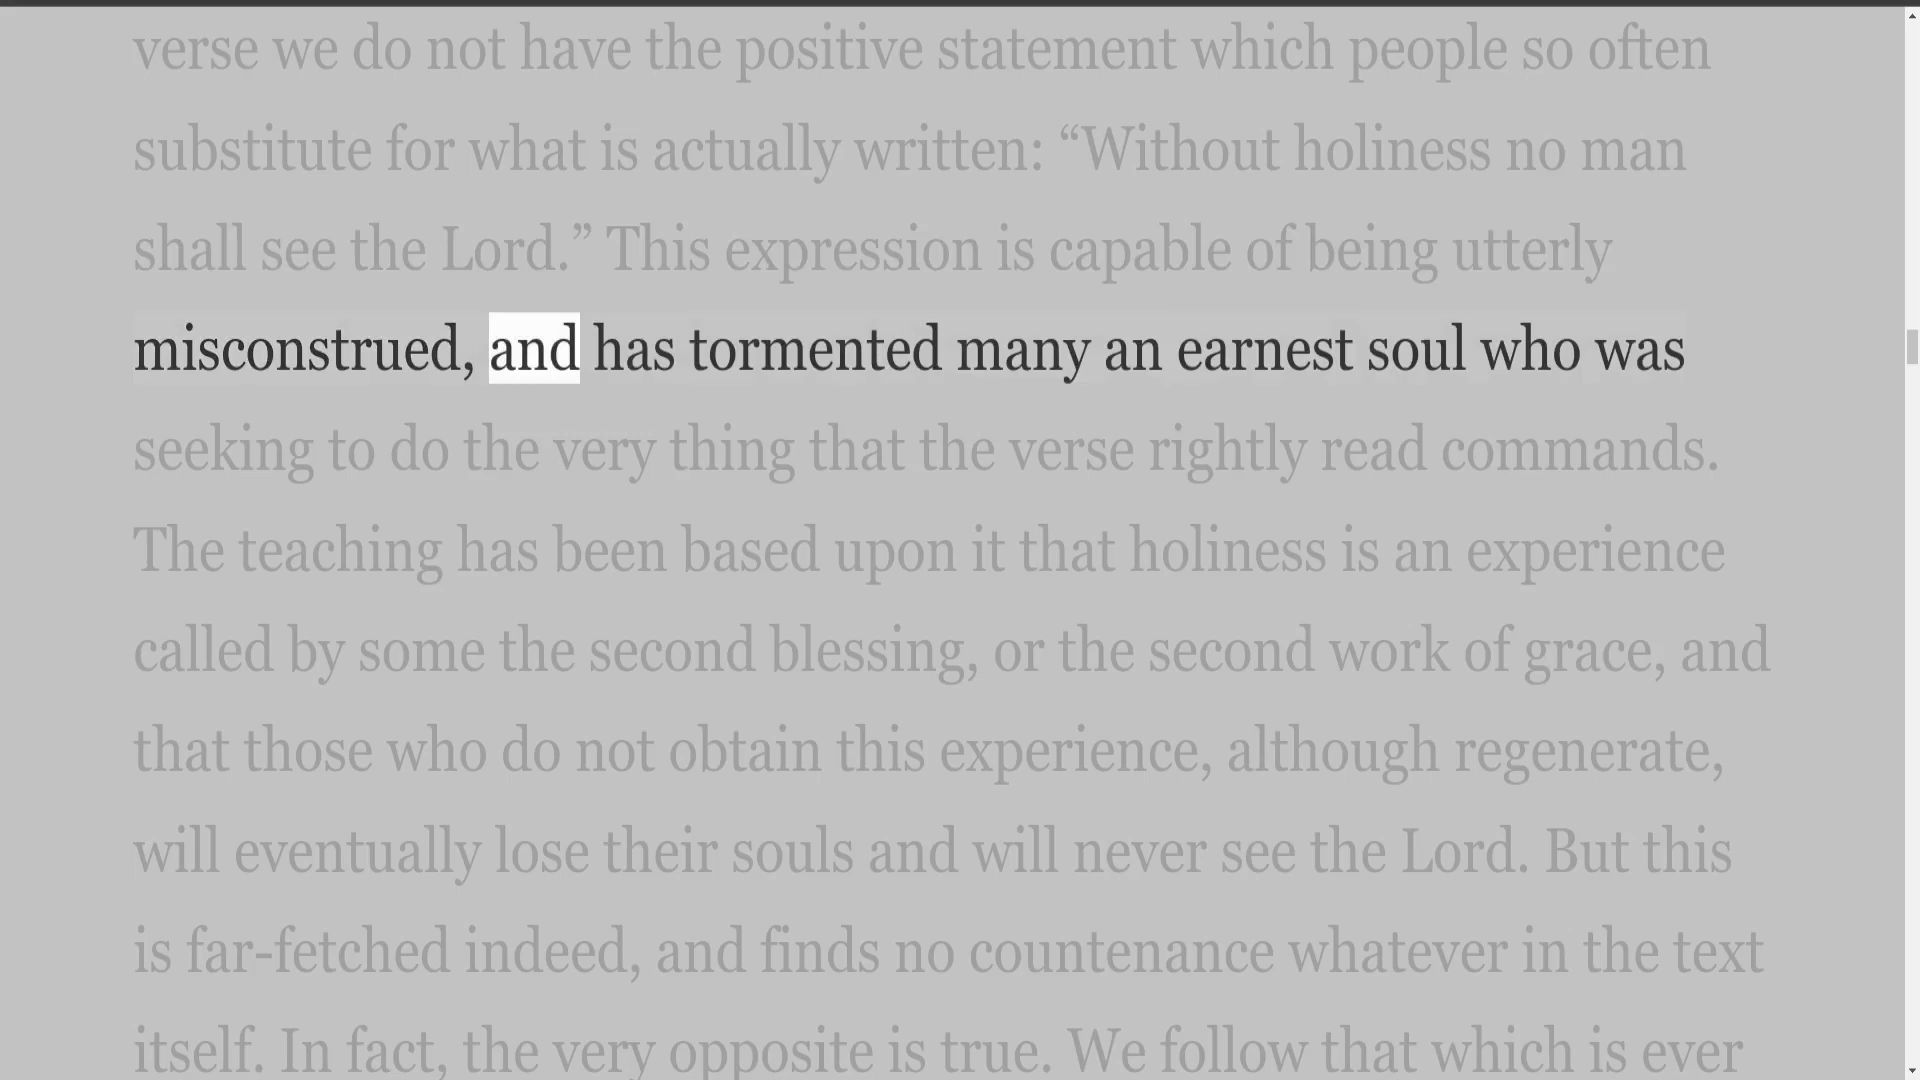 verse we do not have the positive statement which people so often
substitute for what is actually written: “Without holiness no man
shall see the Lord.” This expression is capable of being utterly
misconstrued, and has tormented many an earnest soul who was
seeking to do the very thing that the verse rightly read commands.
The teaching has been based upon it that holiness is an experience
called by some the second blessing, or the second work of grace, and
that those who do not obtain this experience, although regenerate,
will eventually lose their souls and will never see the Lord. But this
is far-fetched indeed, and finds no countenance whatever in the text
itself. In fact, the very opposite is true. We follow that which is ever